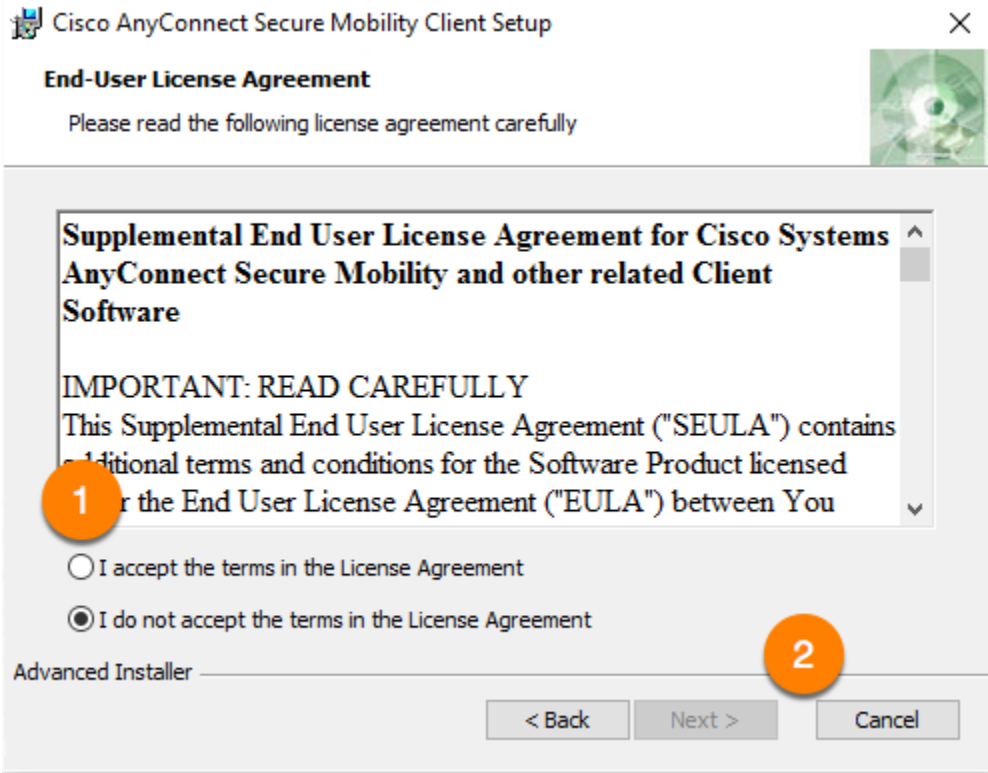 Cisco AnyConnect Secure Mobility Client Setup
End-User License Agreement
Please read the following license agreement carefully
Supplemental End User License Agreement for Cisco Systems
AnyConnect Secure Mobility and other related Client
Software
IMPORTANT: READ CAREFULLY
This Supplemental End User License Agreement ("SEULA") contains
additional terms and conditions for the Software Product licensed
1
the End User License Agreement ("EULA") between You
I accept the terms in the License Agreement
I do not accept the terms in the License Agreement
2
Advanced Installer
< Back
Next >
Cancel